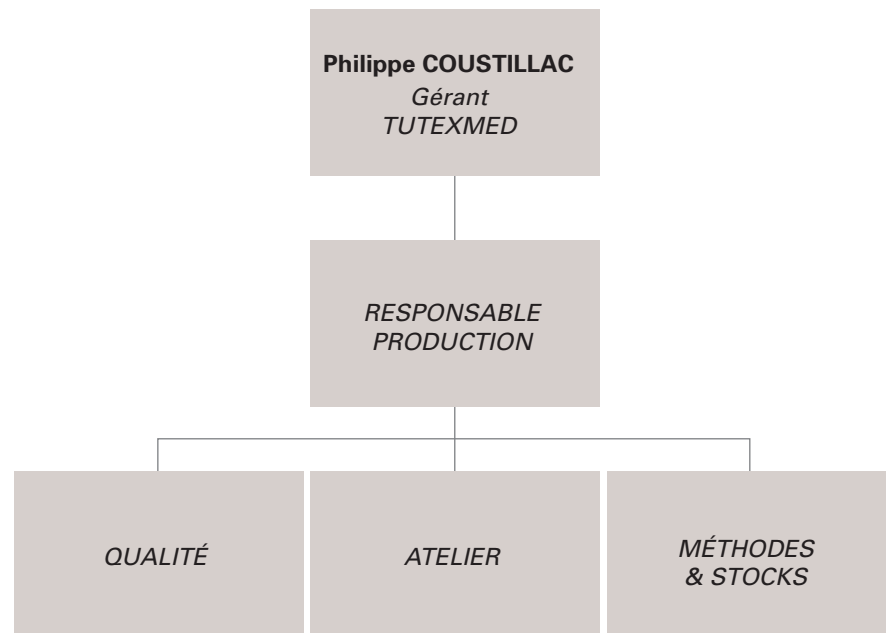 Philippe COUSTILLAC
Gérant
TUTEXMED
RESPONSABLE
PRODUCTION
QUALITÉ
ATELIER
MÉTHODES
& STOCKS